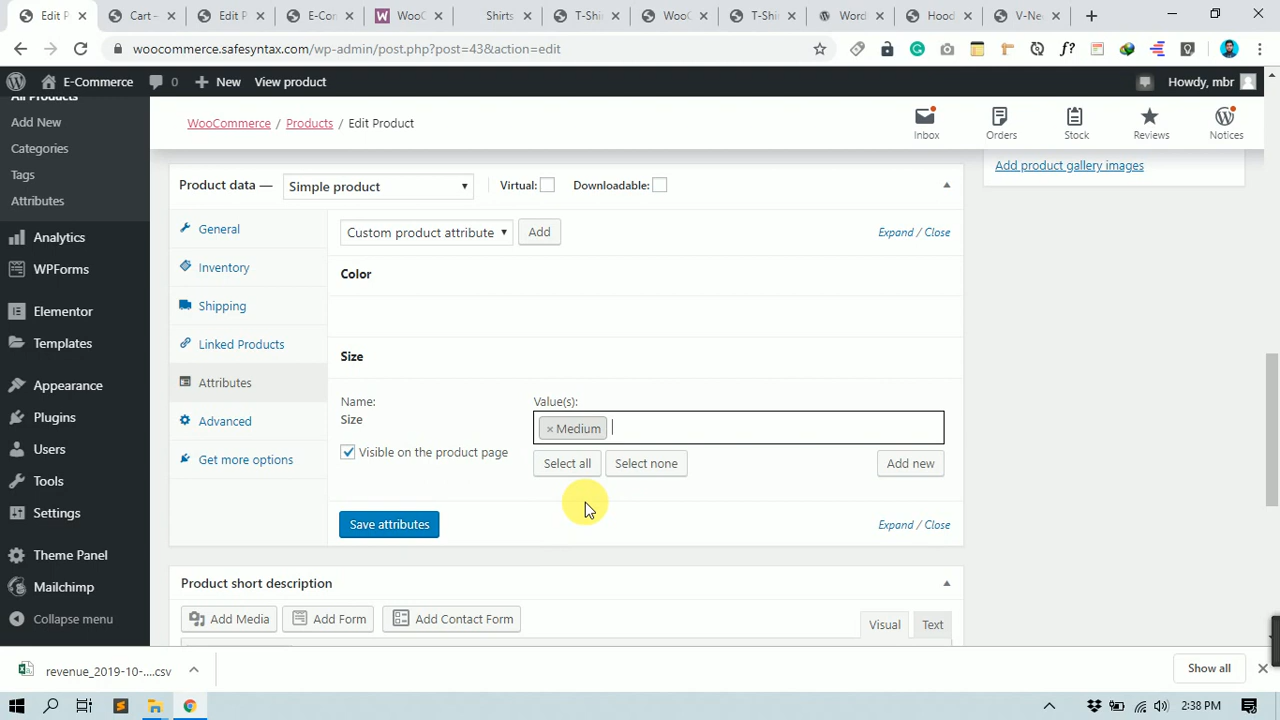 Edit P
Cart -
Edit P
E-Con
WooC
Shirts
T-Shi
WooC
T-Shi
Word
Hood
V-Ne
woocommerce.safesyntax.com/wp-admin/post.php?post=43&action=edit
E-Commerce 0 + New View product Howdy, mbr
All Products
Add New
Categories
Tags
Attributes
Analytics
WPForms
Elementor
Templates
Appearance
Plugins
Users
Tools
Settings
Theme Panel
Mailchimp
Collapse menu
WooCommerce / Products / Edit Product
Inbox
Orders
Stock
Reviews
Notices
Add product gallery images
Product data — Simple product Virtual: Downloadable:
General
Inventory
Shipping
Linked Products
Attributes
Advanced
Get more options
Custom product attribute Add Expand / Close
Color
Size
Name:
Size
Visible on the product page
Value(s):
× Medium
Select all Select none Add new
Save attributes Expand / Close
Product short description
Add Media Add Form Add Contact Form
Visual Text
revenue_2019-10-....csv
Show all
2:38 PM